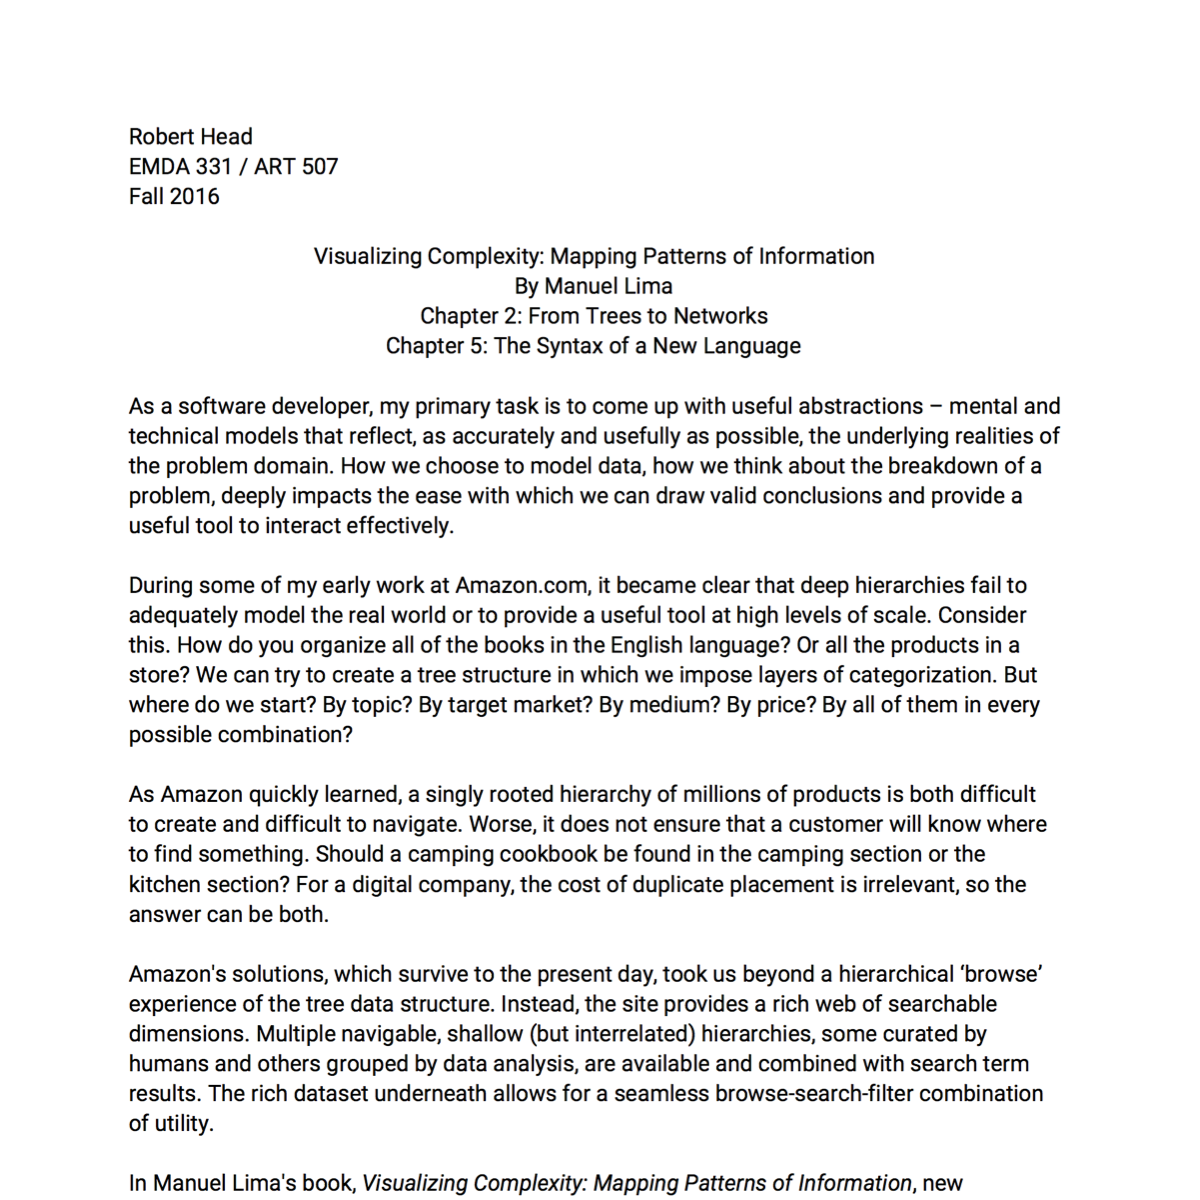 Robert Head
EMDA 331 / ART 507
Fall 2016
Visualizing Complexity: Mapping Patterns of Information
By Manuel Lima
Chapter 2: From Trees to Networks
Chapter 5: The Syntax of a New Language
As a software developer, my primary task is to come up with useful abstractions – mental and
technical models that reflect, as accurately and usefully as possible, the underlying realities of
the problem domain. How we choose to model data, how we think about the breakdown of a
problem, deeply impacts the ease with which we can draw valid conclusions and provide a
useful tool to interact effectively.
During some of my early work at Amazon.com, it became clear that deep hierarchies fail to
adequately model the real world or to provide a useful tool at high levels of scale. Consider
this. How do you organize all of the books in the English language? Or all the products in a
store? We can try to create a tree structure in which we impose layers of categorization. But
where do we start? By topic? By target market? By medium? By price? By all of them in every
possible combination?
As Amazon quickly learned, a singly rooted hierarchy of millions of products is both difficult
to create and difficult to navigate. Worse, it does not ensure that a customer will know where
to find something. Should a camping cookbook be found in the camping section or the
kitchen section? For a digital company, the cost of duplicate placement is irrelevant, so the
answer can be both.
Amazon's solutions, which survive to the present day, took us beyond a hierarchical ‘browse’
experience of the tree data structure. Instead, the site provides a rich web of searchable
dimensions. Multiple navigable, shallow (but interrelated) hierarchies, some curated by
humans and others grouped by data analysis, are available and combined with search term
results. The rich dataset underneath allows for a seamless browse-search-filter combination
of utility.
In Manuel Lima's book, Visualizing Complexity: Mapping Patterns of Information, new